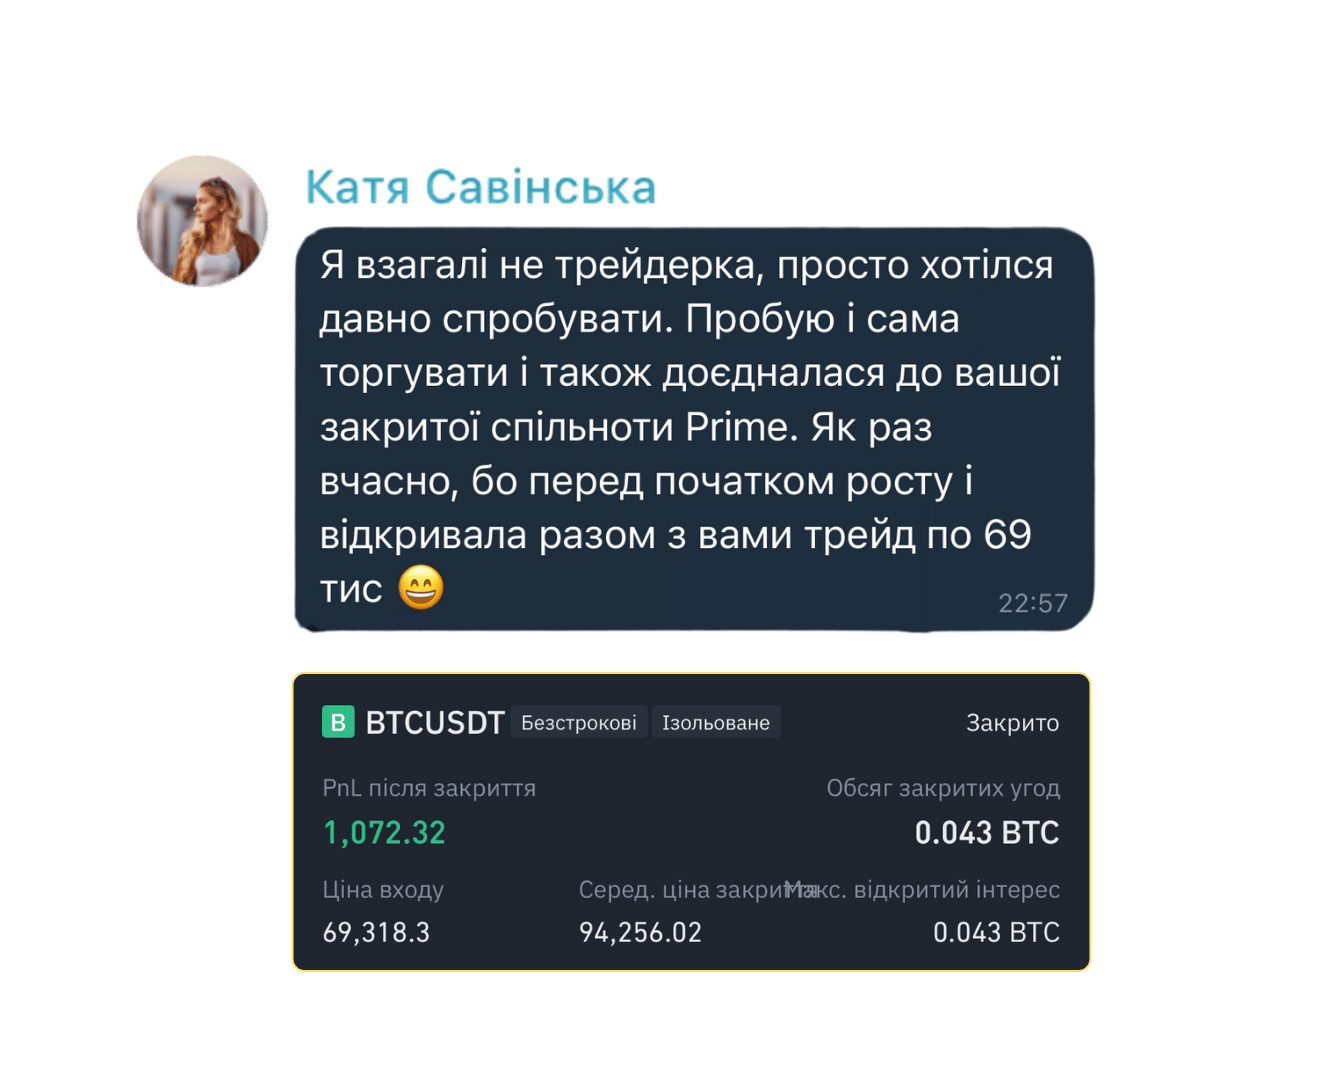 Катя Савінська
Я взагалі не трейдерка, просто хотілся
давно спробувати. Пробую і сама
торгувати і також доєдналася до вашої
закритої спільноти Prime. Як раз
вчасно, бо перед початком росту і
відкривала разом з вами трейд по 69
тис 😄
22:57
B BTCUSDT Безстрокові Ізольоване Закрито
PnL після закриття Обсяг закритих угод
1,072.32 0.043 BTC
Ціна входу Серед. ціна закриття Макс. відкритий інтерес
69,318.3 94,256.02 0.043 BTC